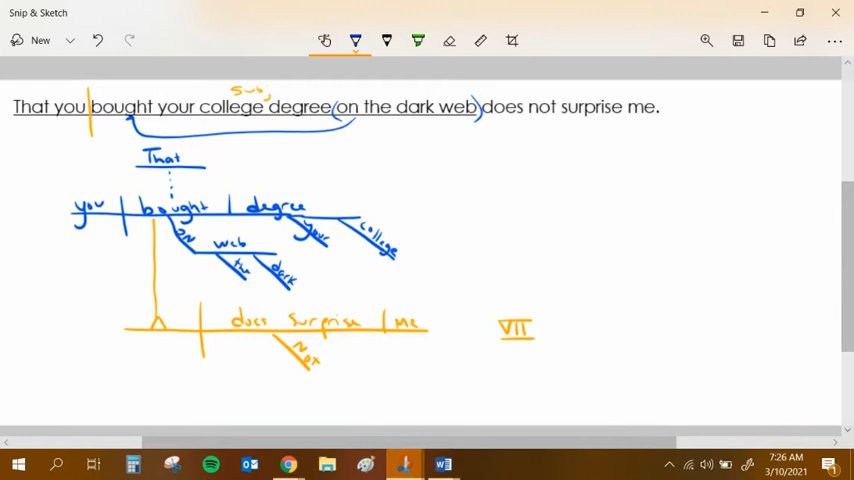 Snip & Sketch
New
Subj
That you bought your college degree (on the dark web) does not surprise me.
That
you bought degree
on your college
web
the dark
does surprise me
VII
Not
7:26 AM
3/10/2021